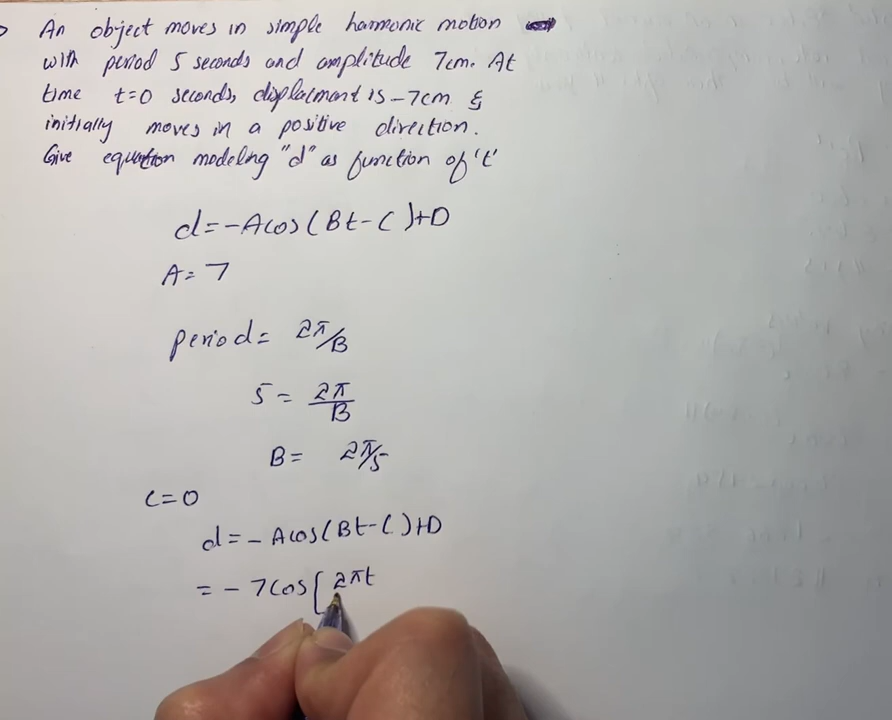 An object moves in simple harmonic motion
with period 5 seconds and amplitude 7cm. At
time t=0 seconds, displacment is -7cm &
initially moves in a positive direction.
Give equation modeling "d" as function of 't'
d=-Acos(Bt-C)+D
A=7
period= 2π/B
5 = 2π/B
B= 2π/5
C=0
d=-Acos(Bt-C)+D
= -7cos[2πt